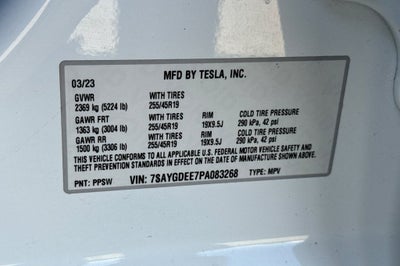 MFD BY TESLA, INC.
03/23
GVWR WITH TIRES
2369 kg (5224 lb) 255/45R19
GAWR FRT WITH TIRES RIM COLD TIRE PRESSURE
1363 kg (3004 lb) 255/45R19 19X9.5J 290 kPa, 42 psi
GAWR RR WITH TIRES RIM COLD TIRE PRESSURE
1500 kg (3306 lb) 255/45R19 19X9.5J 290 kPa, 42 psi
THIS VEHICLE CONFORMS TO ALL APPLICABLE U.S. FEDERAL MOTOR VEHICLE SAFETY AND
THEFT PREVENTION STANDARDS IN EFFECT ON THE DATE OF MANUFACTURE SHOWN ABOVE.
PNT: PPSW VIN: 7SAYGDEE7PA083268 TYPE: MPV